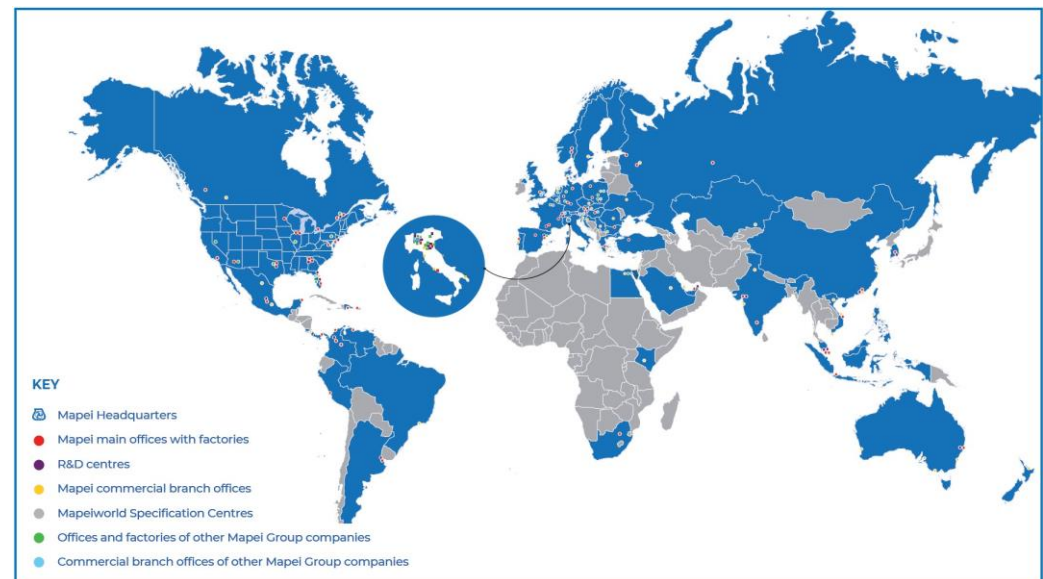 KEY
Mapei Headquarters
Mapei main offices with factories
R&D centres
Mapei commercial branch offices
Mapeiworld Specification Centres
Offices and factories of other Mapei Group companies
Commercial branch offices of other Mapei Group companies